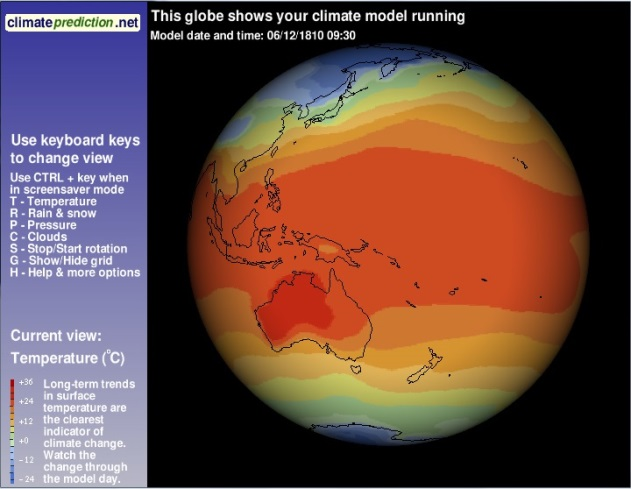 climateprediction.net
This globe shows your climate model running
Model date and time: 06/12/1810 09:30
Use keyboard keys
to change view
Use CTRL + key when
in screensaver mode
T - Temperature
R - Rain & snow
P - Pressure
C - Clouds
S - Stop/Start rotation
G - Show/Hide grid
H - Help & more options
Current view:
Temperature (°C)
+36
+24
+12
+0
-12
-24
Long-term trends
in surface
temperature are
the clearest
indicator of
climate change.
Watch the
change through
the model day.